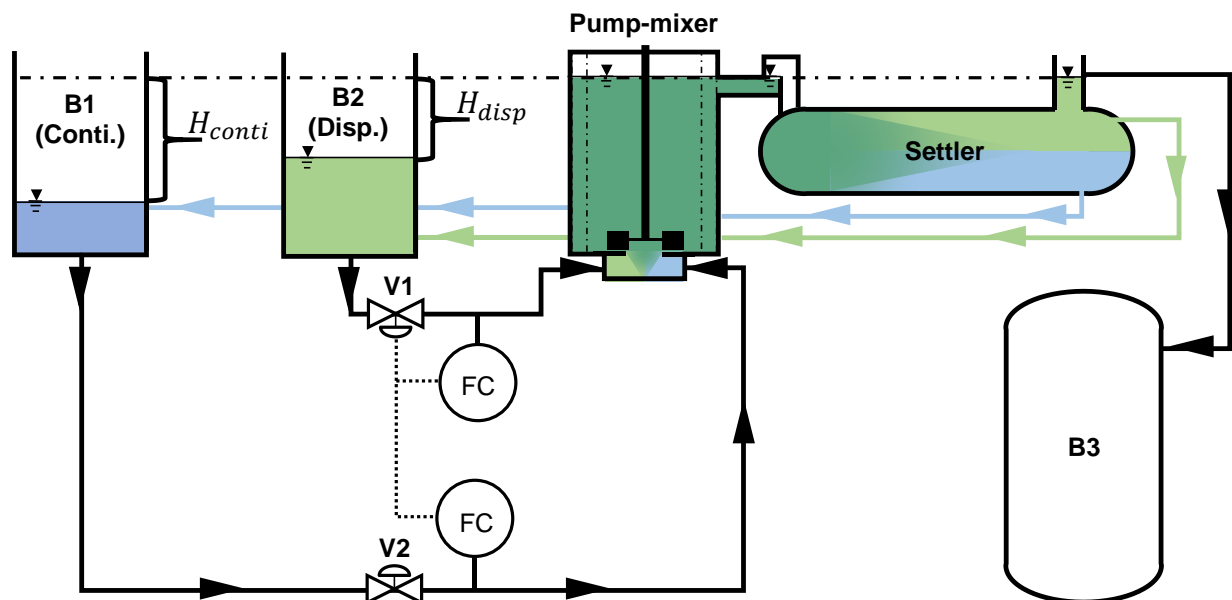 Pump-mixer
B1
(Conti.)
H_conti
B2
(Disp.)
H_disp
Settler
V1
FC
B3
FC
V2